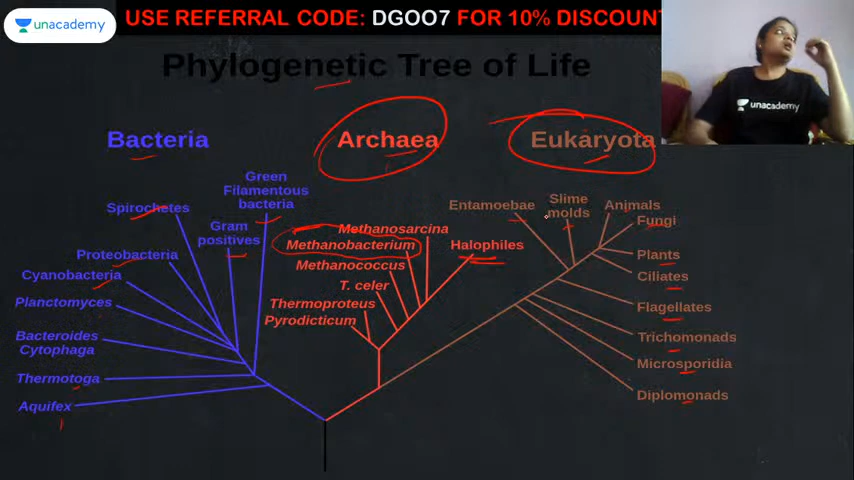 unacademy
USE REFERRAL CODE: DGOO7 FOR 10% DISCOUNT
unacademy
Phylogenetic Tree of Life
Bacteria
Archaea
Eukaryota
Green
Filamentous
bacteria
Spirochetes
Gram
positives
Proteobacteria
Cyanobacteria
Planctomyces
Bacteroides
Cytophaga
Thermotoga
Aquifex
Methanosarcina
Methanobacterium
Halophiles
Methanococcus
T. celer
Thermoproteus
Pyrodicticum
Entamoebae
Slime
molds
Animals
Fungi
Plants
Ciliates
Flagellates
Trichomonads
Microsporidia
Diplomonads